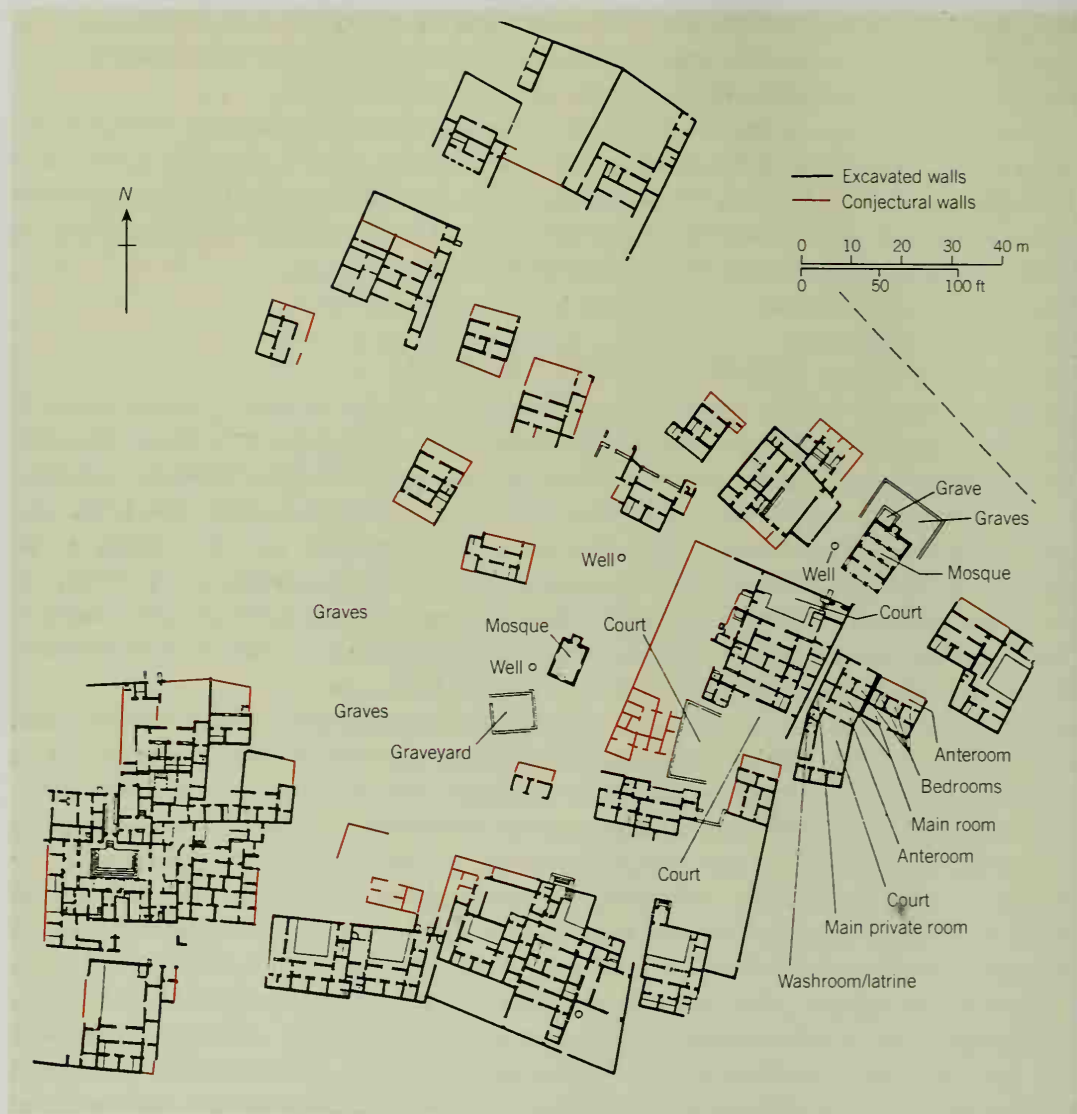 N
Excavated walls
Conjectural walls
0 10 20 30 40 m
0 50 100 ft
Grave
Graves
Well
Well
Mosque
Court
Graves
Mosque
Court
Well
Graves
Graveyard
Anteroom
Bedrooms
Main room
Anteroom
Court
Court
Main private room
Washroom/latrine